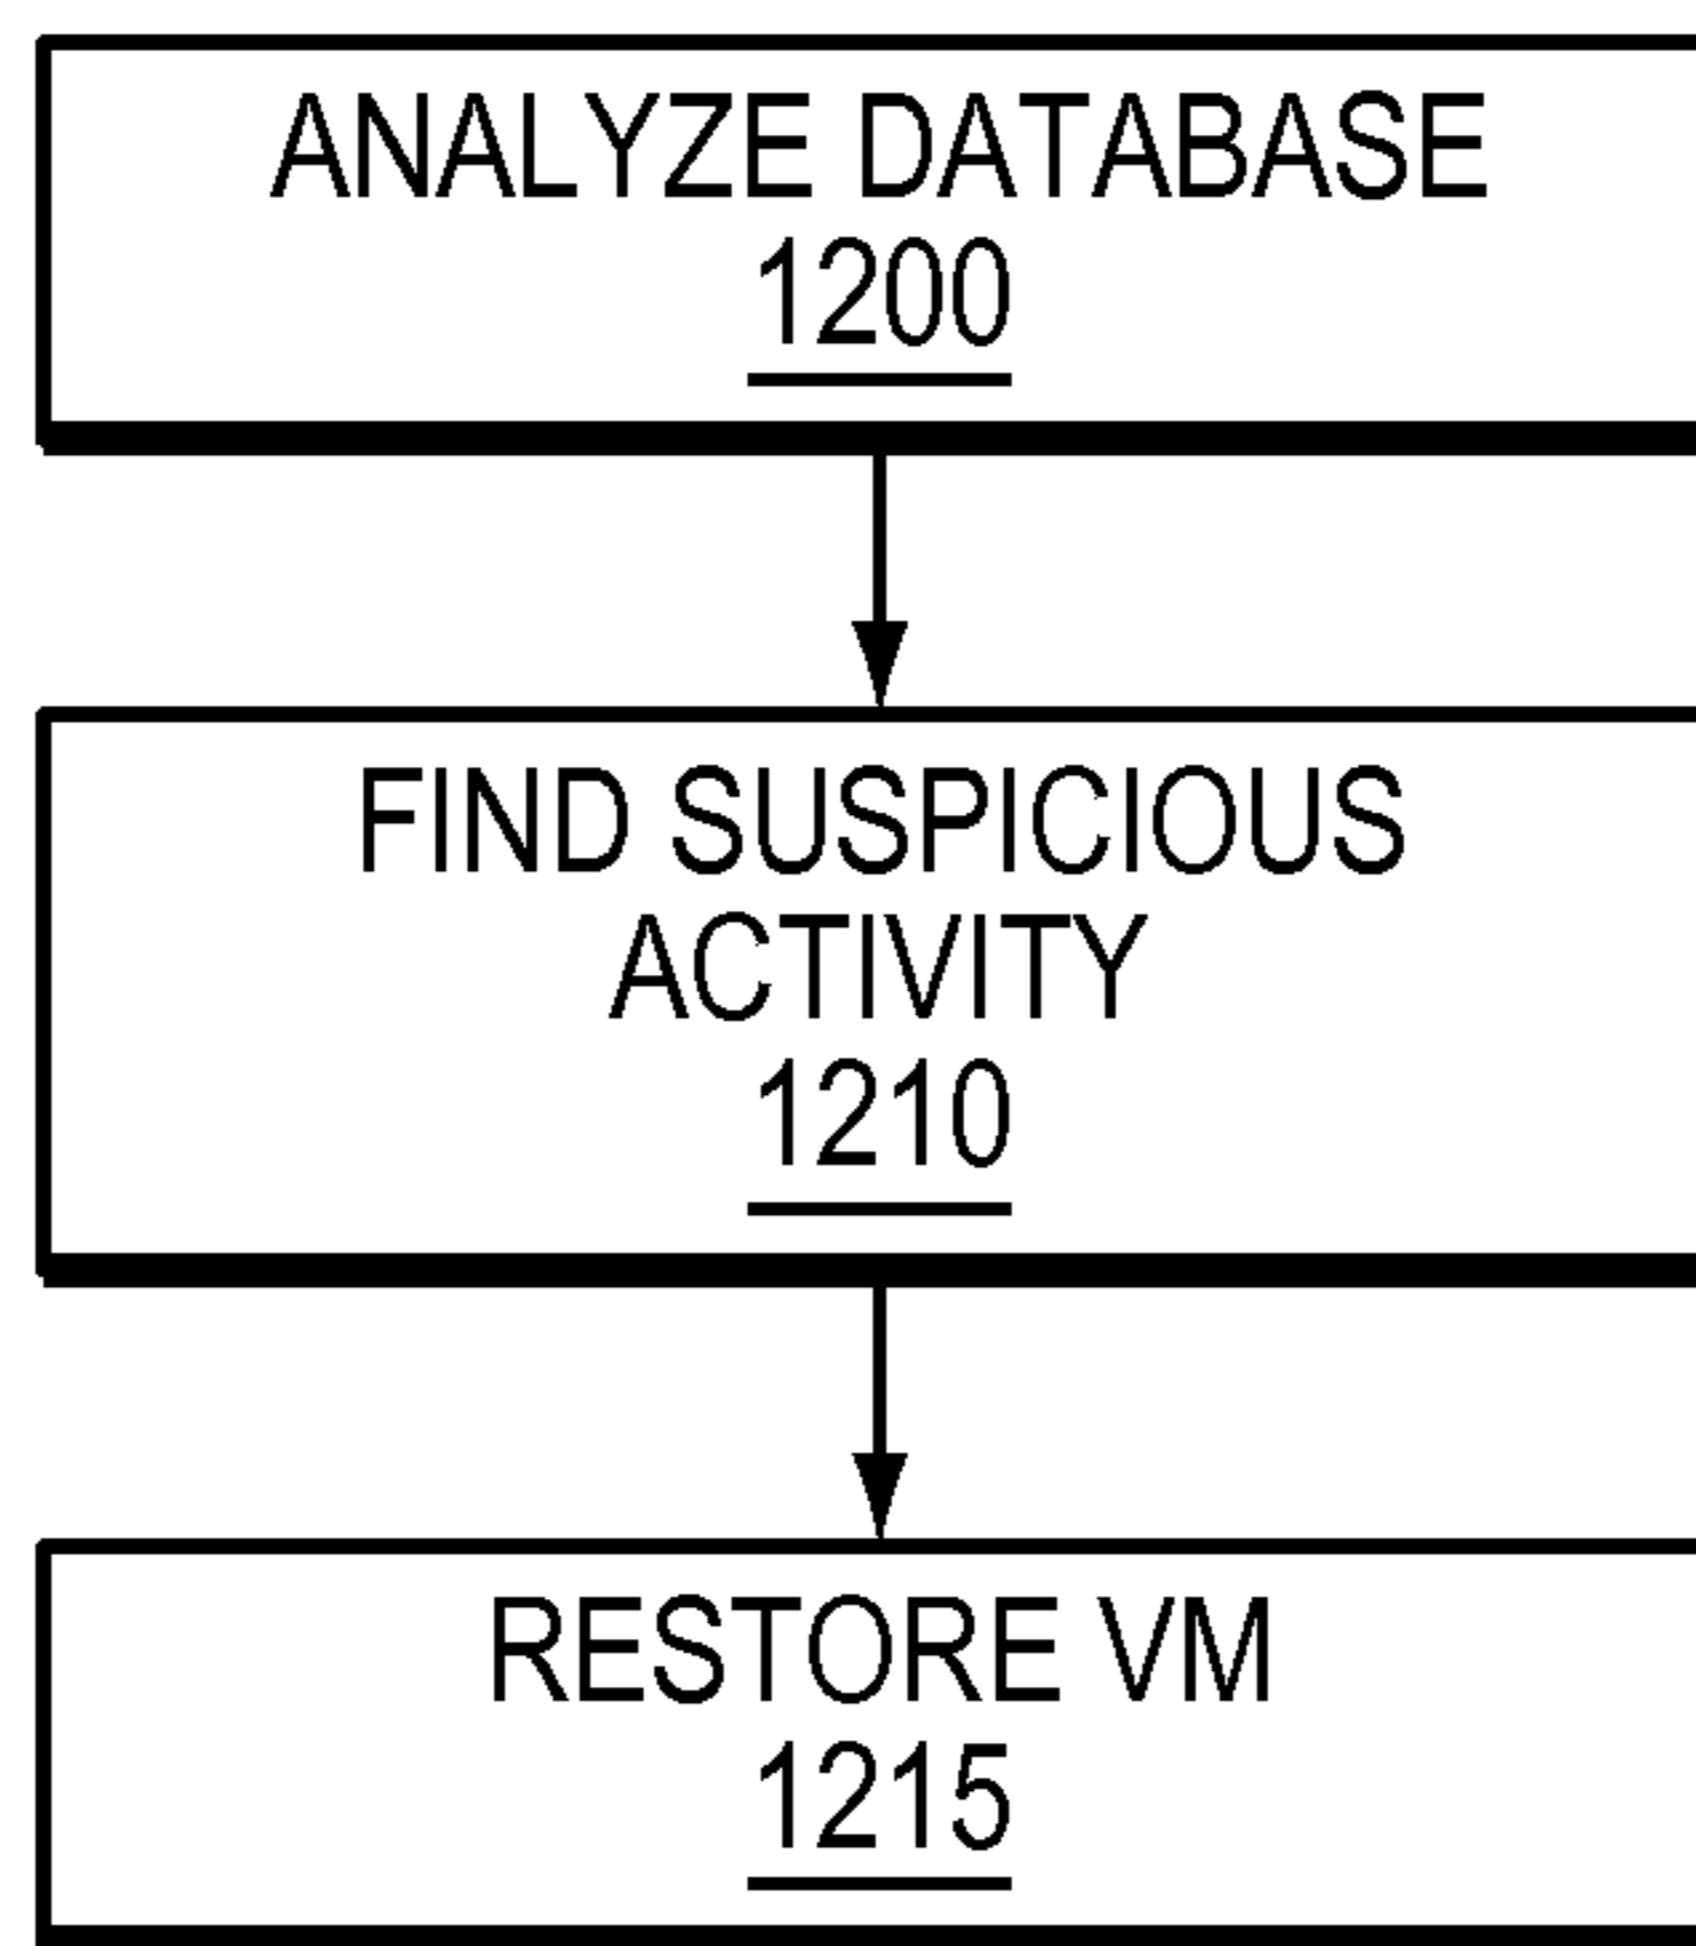 ANALYZE DATABASE
1200
FIND SUSPICIOUS
ACTIVITY
1210
RESTORE VM
1215